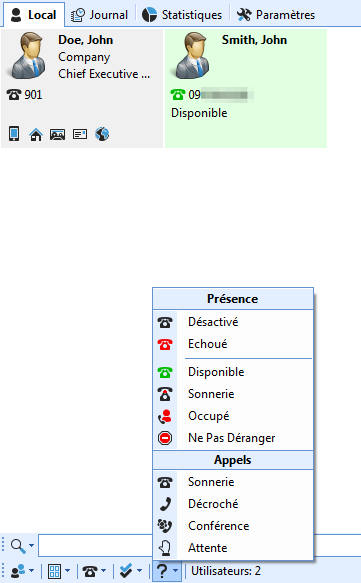 Local Journal Statistiques Paramètres
Doe, John
Company
Chief Executive ...
901
Smith, John
09
Disponible
Présence
Désactivé
Echoué
Disponible
Sonnerie
Occupé
Ne Pas Déranger
Appels
Sonnerie
Décroché
Conférence
Attente
Utilisateurs: 2